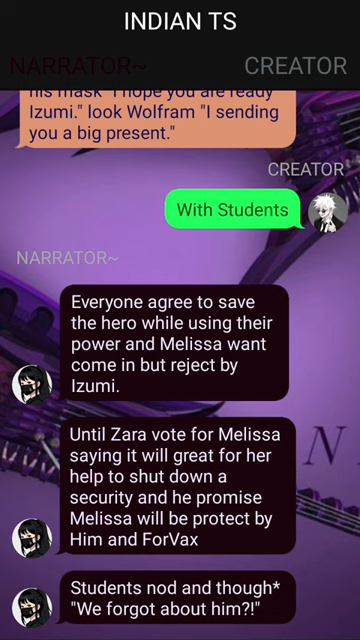 INDIAN TS
NARRATOR~
CREATOR
his mask "I hope you are ready
Izumi." look Wolfram "I sending
you a big present."
CREATOR
With Students
NARRATOR~
Everyone agree to save
the hero while using their
power and Melissa want
come in but reject by
Izumi.
Until Zara vote for Melissa
saying it will great for her
help to shut down a
security and he promise
Melissa will be protect by
Him and ForVax
Students nod and though*
"We forgot about him?!"
N